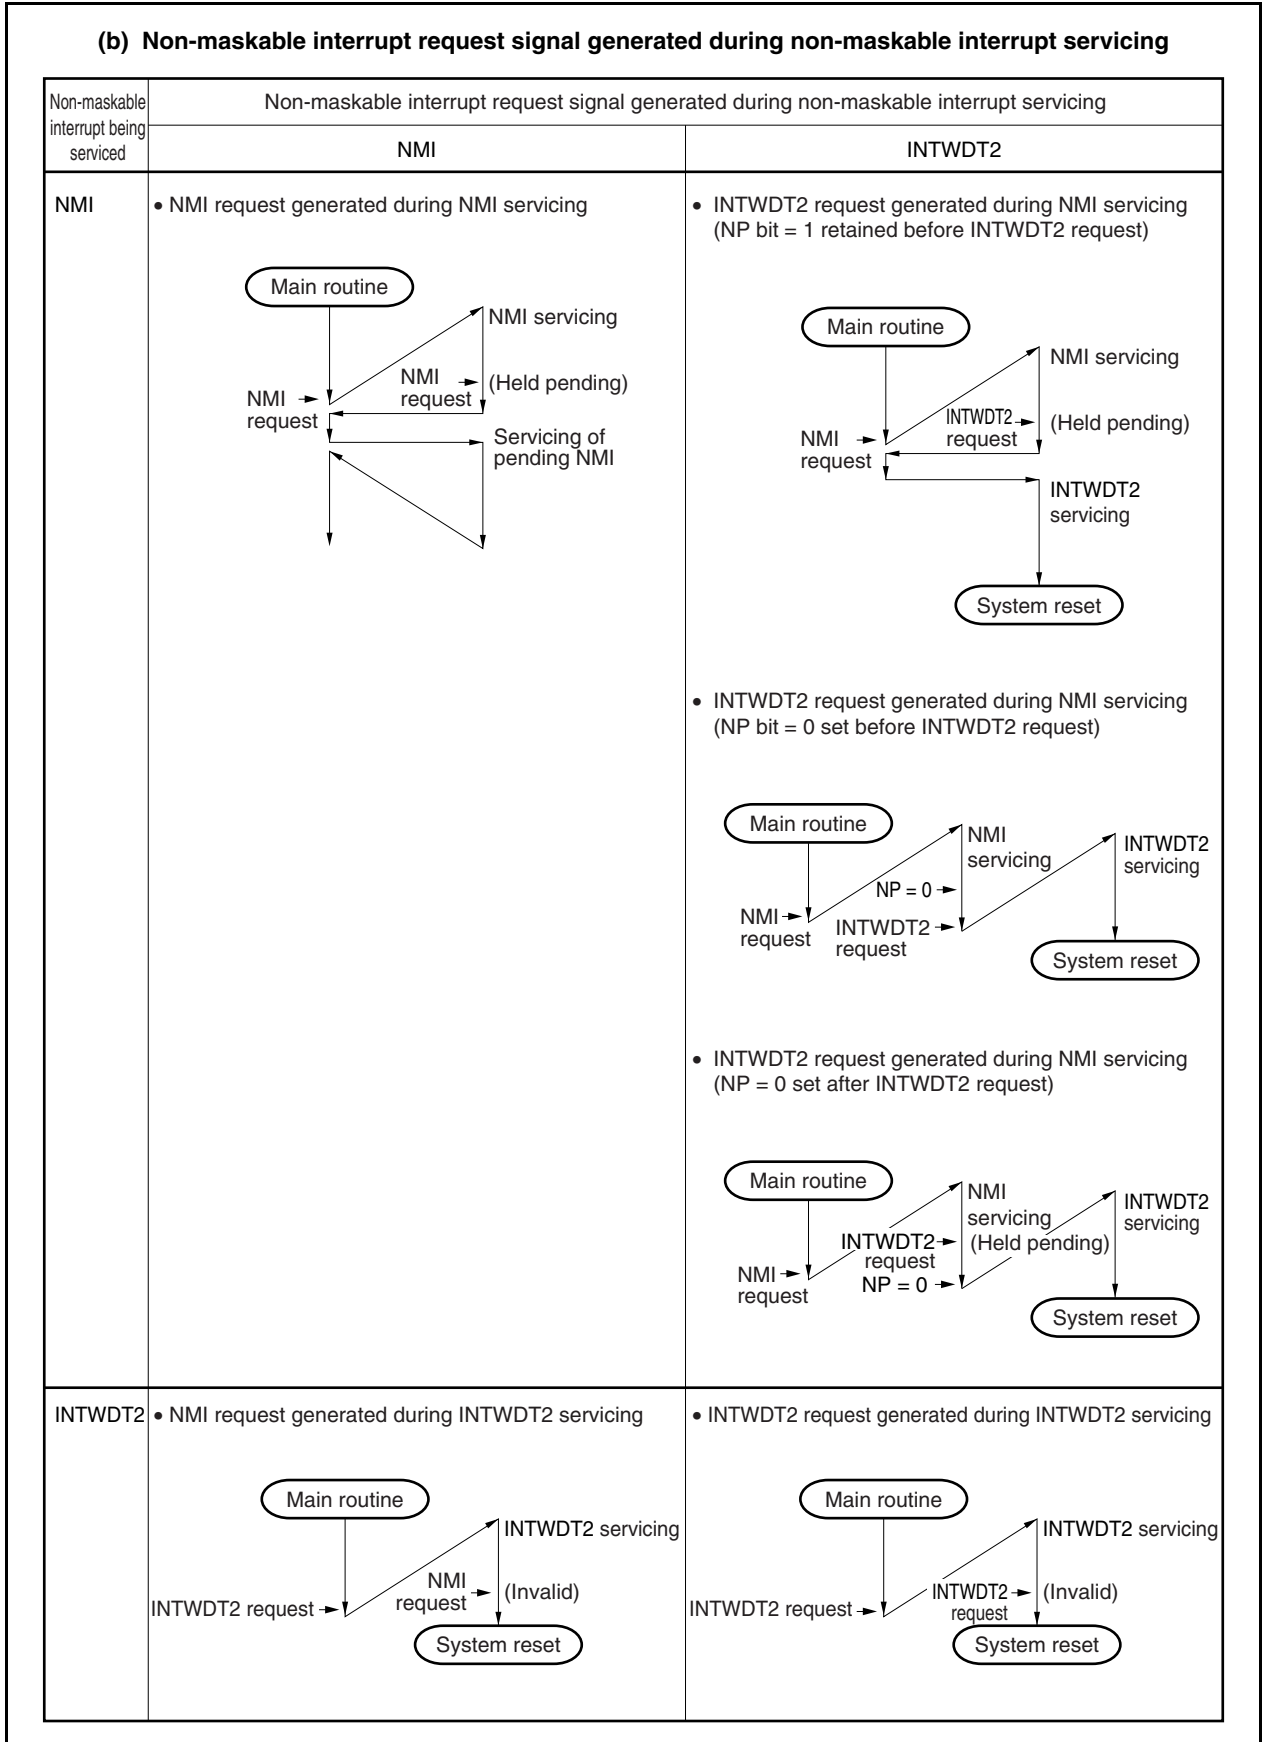 (b) Non-maskable interrupt request signal generated during non-maskable interrupt servicing
Non-maskable
interrupt being
serviced
Non-maskable interrupt request signal generated during non-maskable interrupt servicing
NMI
INTWDT2
NMI
• NMI request generated during NMI servicing
Main routine
NMI servicing
NMI
request
(Held pending)
NMI
request
Servicing of
pending NMI
• INTWDT2 request generated during NMI servicing
(NP bit = 1 retained before INTWDT2 request)
Main routine
NMI servicing
INTWDT2
request
(Held pending)
NMI
request
INTWDT2
servicing
System reset
• INTWDT2 request generated during NMI servicing
(NP bit = 0 set before INTWDT2 request)
Main routine
NMI
servicing
INTWDT2
servicing
NP = 0
NMI
request
INTWDT2
request
System reset
• INTWDT2 request generated during NMI servicing
(NP = 0 set after INTWDT2 request)
Main routine
NMI
servicing
(Held pending)
INTWDT2
servicing
INTWDT2
request
NMI
request
NP = 0
System reset
INTWDT2
• NMI request generated during INTWDT2 servicing
Main routine
INTWDT2 servicing
NMI
request
(Invalid)
INTWDT2 request
System reset
• INTWDT2 request generated during INTWDT2 servicing
Main routine
INTWDT2 servicing
INTWDT2
request
(Invalid)
INTWDT2 request
System reset